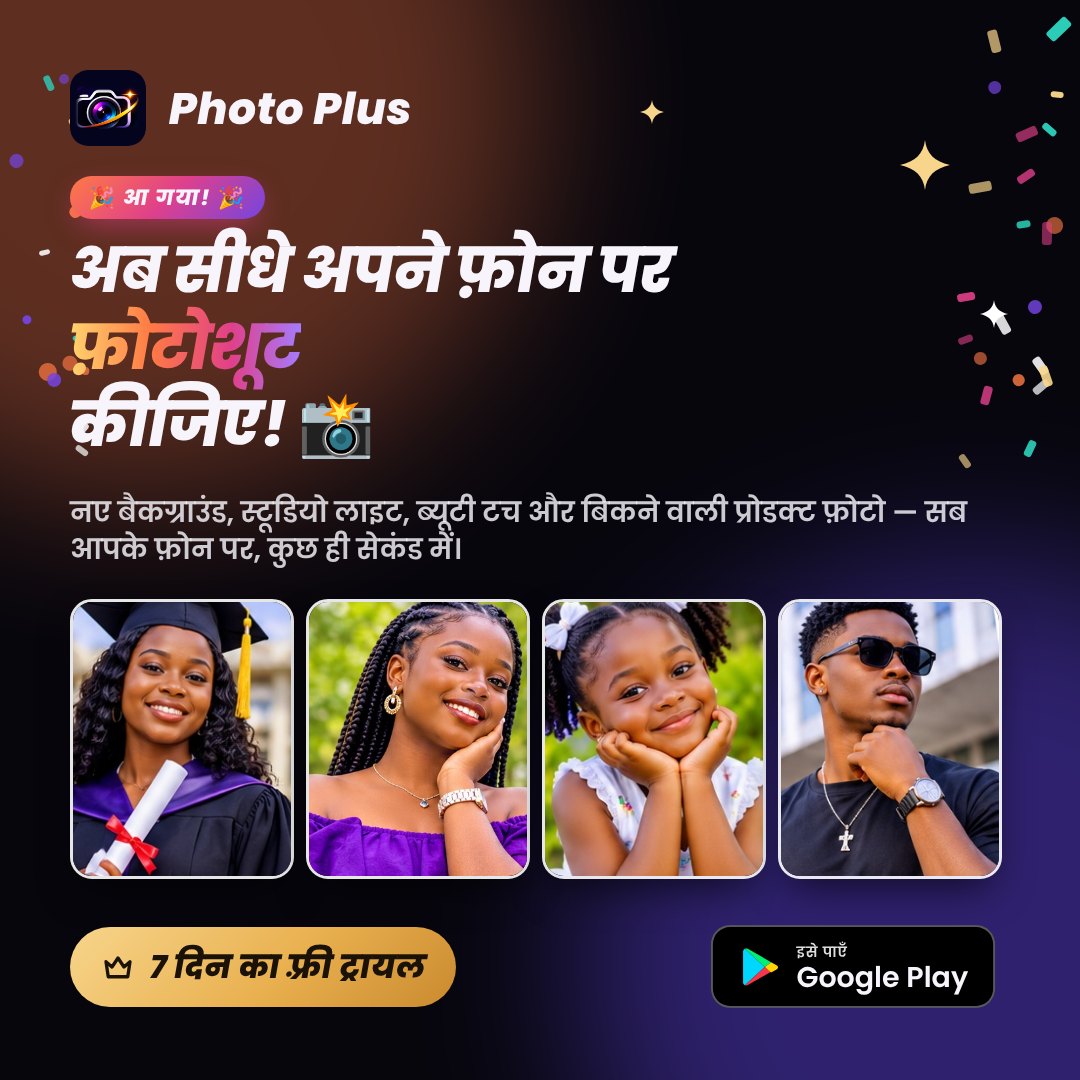 Photo Plus
🎉 आ गया! 🎉
अब सीधे अपने फ़ोन पर
फ़ोटोशूट
कीजिए! 📸
नए बैकग्राउंड, स्टूडियो लाइट, ब्यूटी टच और बिकने वाली प्रोडक्ट फ़ोटो — सब
आपके फ़ोन पर, कुछ ही सेकंड में।
7 दिन का फ़्री ट्रायल
इसे पाएँ
Google Play